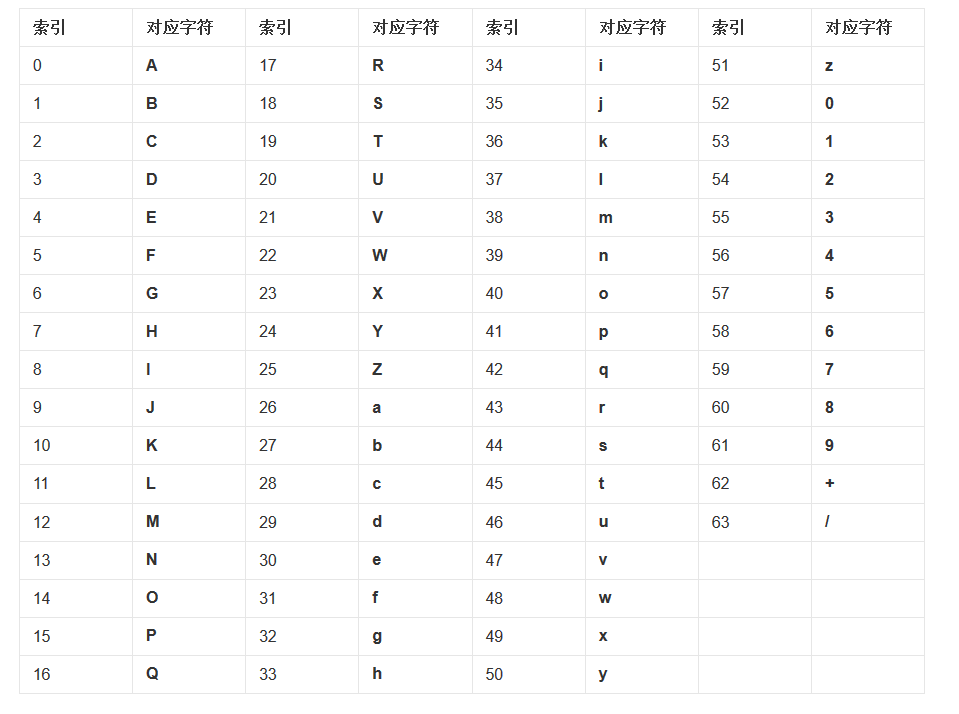 索引 对应字符 索引 对应字符 索引 对应字符 索引 对应字符
0 A 17 R 34 i 51 z
1 B 18 S 35 j 52 0
2 C 19 T 36 k 53 1
3 D 20 U 37 l 54 2
4 E 21 V 38 m 55 3
5 F 22 W 39 n 56 4
6 G 23 X 40 o 57 5
7 H 24 Y 41 p 58 6
8 I 25 Z 42 q 59 7
9 J 26 a 43 r 60 8
10 K 27 b 44 s 61 9
11 L 28 c 45 t 62 +
12 M 29 d 46 u 63 /
13 N 30 e 47 v
14 O 31 f 48 w
15 P 32 g 49 x
16 Q 33 h 50 y